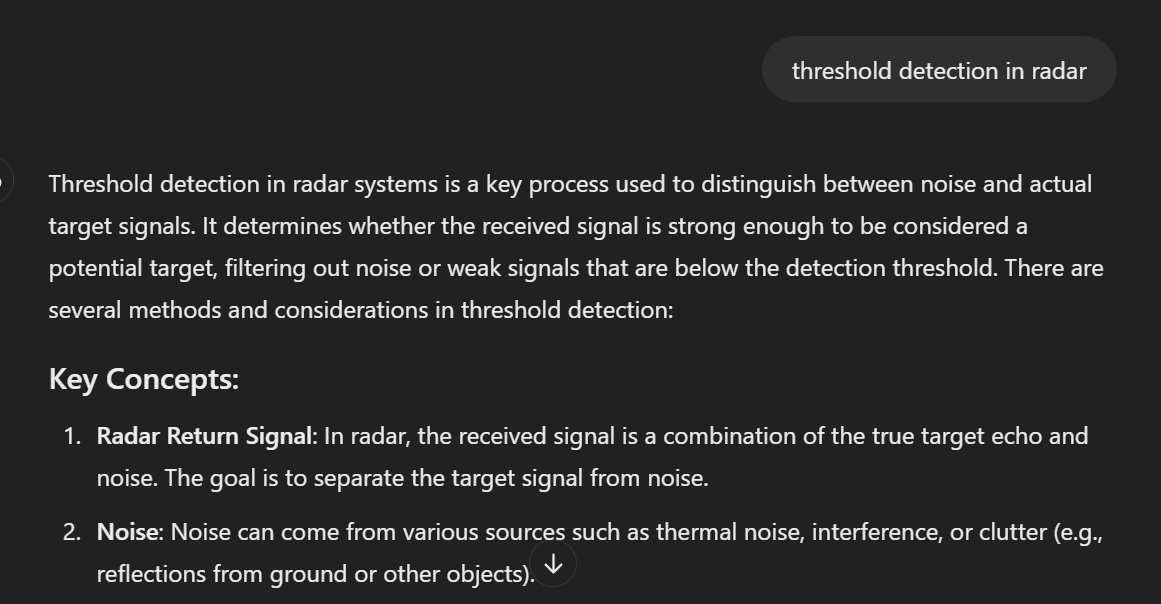 threshold detection in radar
Threshold detection in radar systems is a key process used to distinguish between noise and actual
target signals. It determines whether the received signal is strong enough to be considered a
potential target, filtering out noise or weak signals that are below the detection threshold. There are
several methods and considerations in threshold detection:
Key Concepts:
1. Radar Return Signal: In radar, the received signal is a combination of the true target echo and
noise. The goal is to separate the target signal from noise.
2. Noise: Noise can come from various sources such as thermal noise, interference, or clutter (e.g.,
reflections from ground or other objects).